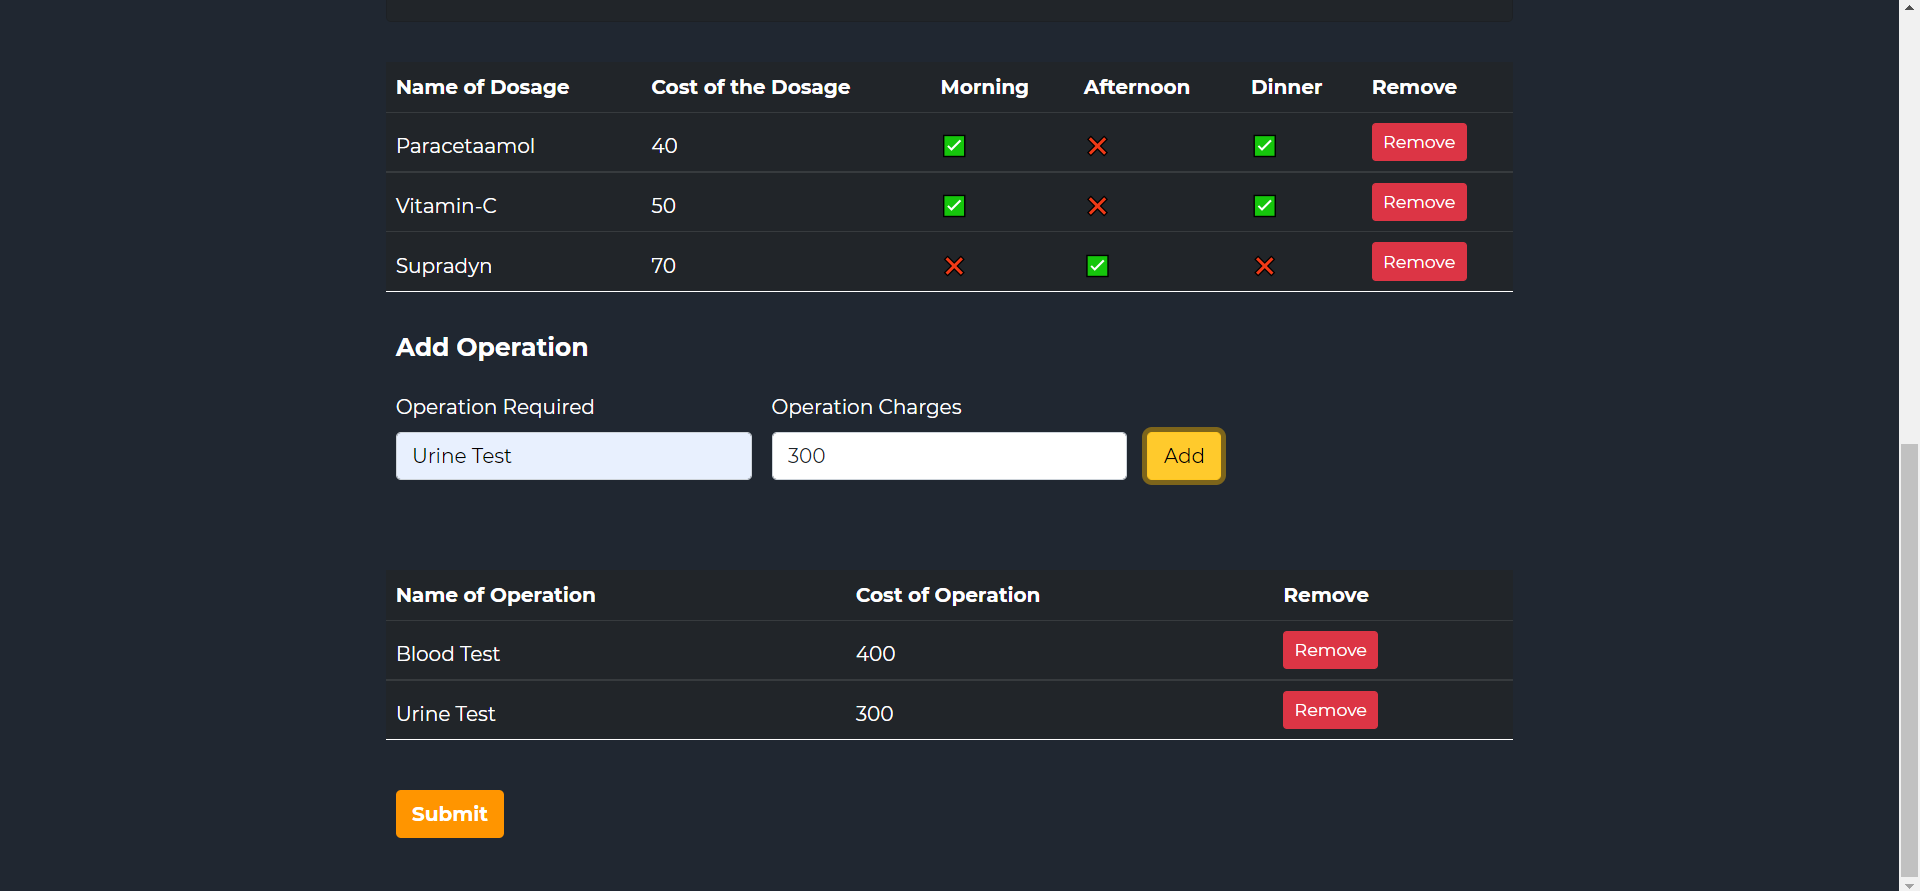 Name of Dosage Cost of the Dosage Morning Afternoon Dinner Remove
Paracetaamol 40 ✅ ❌ ✅ Remove
Vitamin-C 50 ✅ ❌ ✅ Remove
Supradyn 70 ❌ ✅ ❌ Remove
Add Operation
Operation Required Operation Charges
Urine Test 300 Add
Name of Operation Cost of Operation Remove
Blood Test 400 Remove
Urine Test 300 Remove
Submit